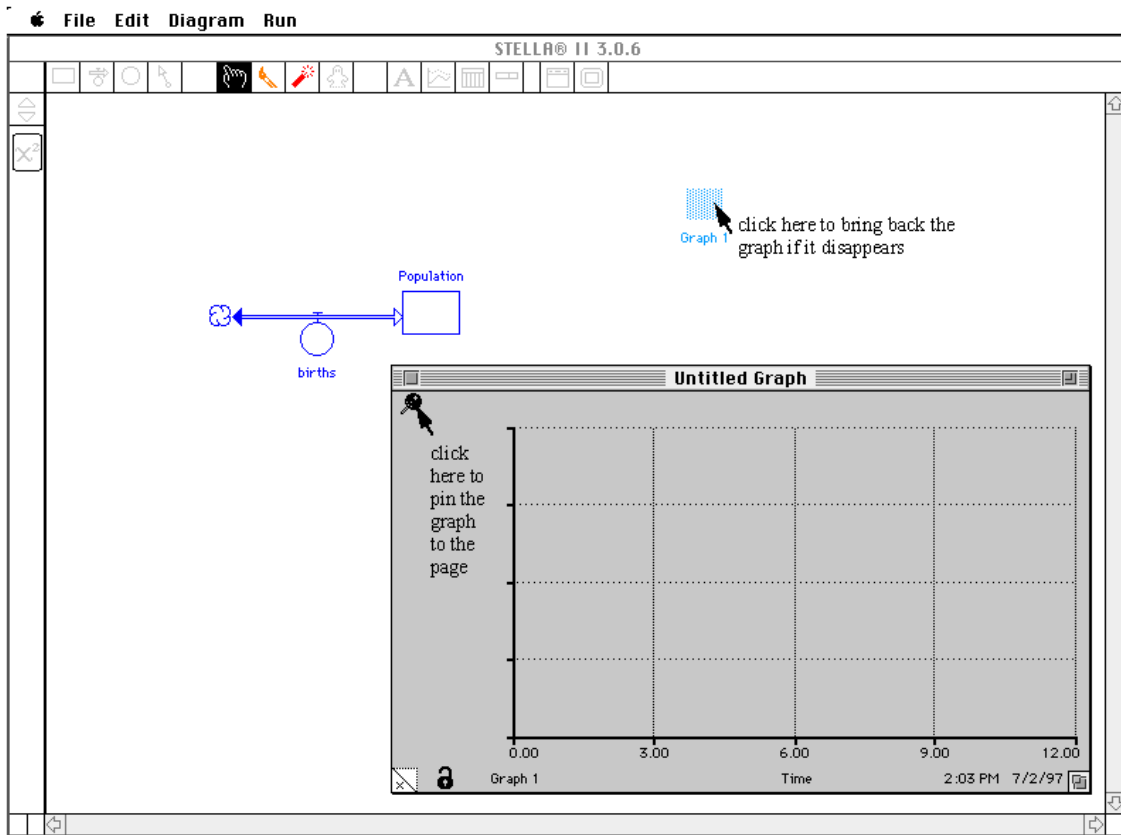 File Edit Diagram Run
STELLA® II 3.0.6
A
X²
click here to bring back the
Graph 1
graph if it disappears
Population
births
Untitled Graph
click
here to
pin the
graph
to the
page
0.00 3.00 6.00 9.00 12.00
Graph 1 Time 2:03 PM 7/2/97